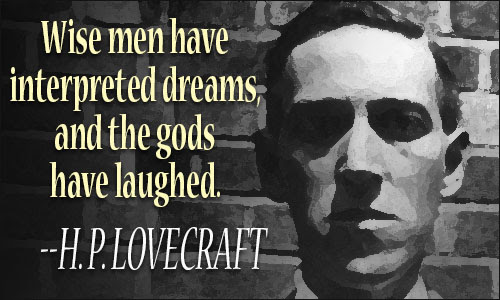 Wise men have
interpreted dreams,
and the gods
have laughed.
--H. P. LOVECRAFT